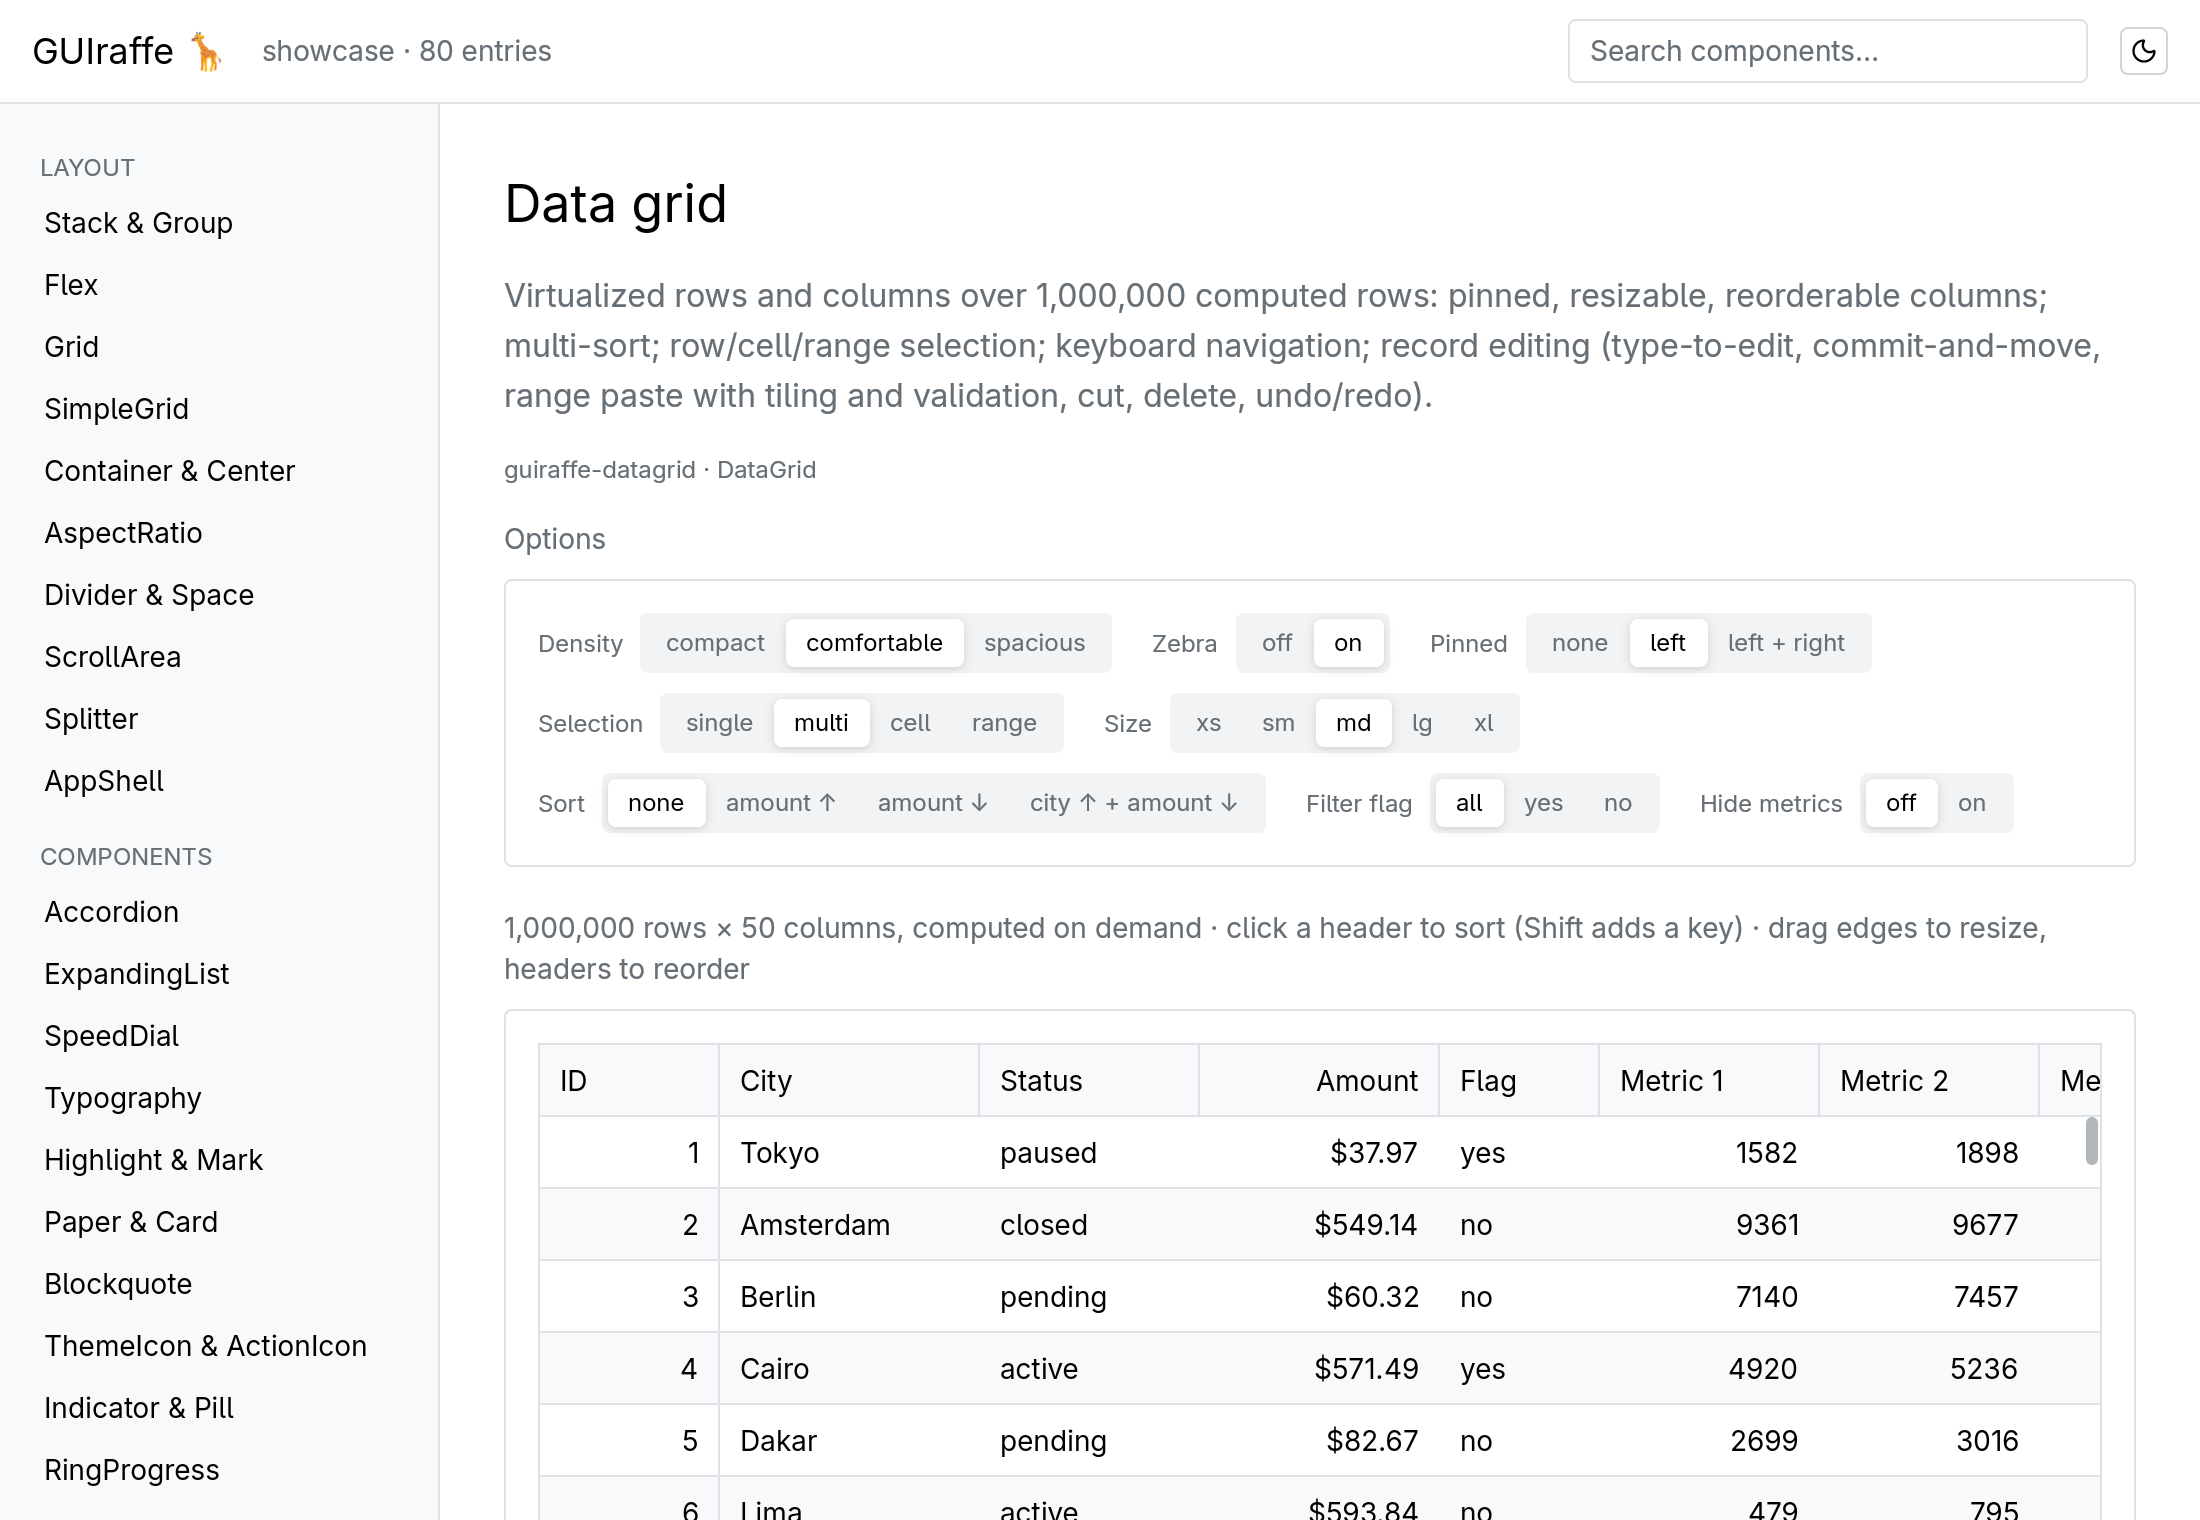 GUIraffe 🦒 showcase · 80 entries Search components...
LAYOUT
Stack & Group
Flex
Grid
SimpleGrid
Container & Center
AspectRatio
Divider & Space
ScrollArea
Splitter
AppShell
COMPONENTS
Accordion
ExpandingList
SpeedDial
Typography
Highlight & Mark
Paper & Card
Blockquote
ThemeIcon & ActionIcon
Indicator & Pill
RingProgress
Data grid
Virtualized rows and columns over 1,000,000 computed rows: pinned, resizable, reorderable columns;
multi-sort; row/cell/range selection; keyboard navigation; record editing (type-to-edit, commit-and-move,
range paste with tiling and validation, cut, delete, undo/redo).
guiraffe-datagrid · DataGrid
Options
Density compact comfortable spacious Zebra off on Pinned none left left + right
Selection single multi cell range Size xs sm md lg xl
Sort none amount ↑ amount ↓ city ↑ + amount ↓ Filter flag all yes no Hide metrics off on
1,000,000 rows × 50 columns, computed on demand · click a header to sort (Shift adds a key) · drag edges to resize,
headers to reorder
ID City Status Amount Flag Metric 1 Metric 2 Me
1 Tokyo paused $37.97 yes 1582 1898
2 Amsterdam closed $549.14 no 9361 9677
3 Berlin pending $60.32 no 7140 7457
4 Cairo active $571.49 yes 4920 5236
5 Dakar pending $82.67 no 2699 3016
6 Lima active $593.84 no 479 795